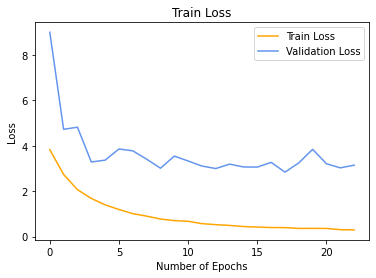 Train Loss
Train Loss
Validation Loss
Loss
8
6
4
2
0
0 5 10 15 20
Number of Epochs